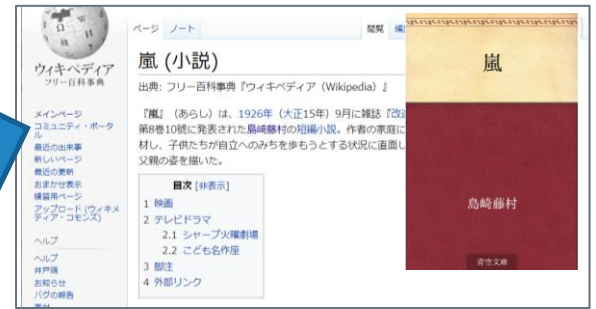 ウィキペディア
フリー百科事典
メインページ
コミュニティ・ポータ
ル
最近の出来事
新しいページ
最近の更新
おまかせ表示
練習用ページ
アップロード (ウィキメ
ディア・コモンズ)
ヘルプ
ヘルプ
井戸端
お知らせ
バグの報告
ページ ノート
閲覧
嵐 (小説)
出典: フリー百科事典『ウィキペディア（Wikipedia）』
『嵐』（あらし）は、1926年（大正15年）9月に雑誌『改
第8巻10號に発表された島崎藤村の短編小説。作者の家庭に
材し、子供たちが自立へのみちを歩もうとする状況に直面し
父親の姿を描いた。
目次 [非表示]
1 映画
2 テレビドラマ
2.1 シャープ火曜劇場
2.2 こども名作座
3 脚注
4 外部リンク
嵐
島崎藤村
青空文庫